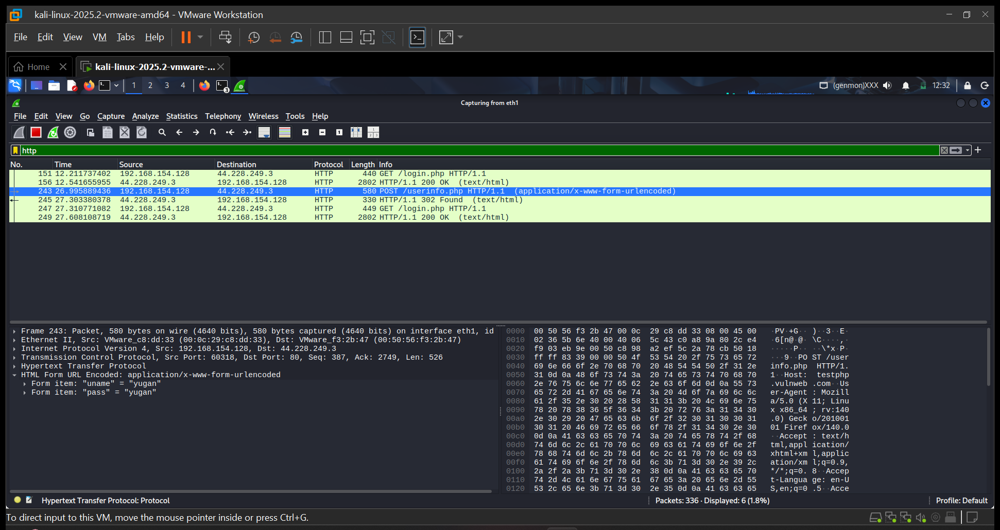 kali-linux-2025.2-vmware-amd64 - VMware Workstation
File Edit View VM Tabs Help
Home
kali-linux-2025.2-vmware-...
1 2 3 4 3 (genmon)XXX 12:32
Capturing from eth1
File Edit View Go Capture Analyze Statistics Telephony Wireless Tools Help
http
No. Time Source Destination Protocol Length Info
151 12.211737402 192.168.154.128 44.228.249.3 HTTP 440 GET /login.php HTTP/1.1
156 12.541655955 44.228.249.3 192.168.154.128 HTTP 2802 HTTP/1.1 200 OK (text/html)
243 26.995889436 192.168.154.128 44.228.249.3 HTTP 580 POST /userinfo.php HTTP/1.1 (application/x-www-form-urlencoded)
245 27.303380378 44.228.249.3 192.168.154.128 HTTP 330 HTTP/1.1 302 Found (text/html)
247 27.310771082 192.168.154.128 44.228.249.3 HTTP 449 GET /login.php HTTP/1.1
249 27.608108719 44.228.249.3 192.168.154.128 HTTP 2802 HTTP/1.1 200 OK (text/html)
Frame 243: Packet, 580 bytes on wire (4640 bits), 580 bytes captured (4640 bits) on interface eth1, id
Ethernet II, Src: VMware_c8:dd:33 (00:0c:29:c8:dd:33), Dst: VMware_f3:2b:47 (00:50:56:f3:2b:47)
Internet Protocol Version 4, Src: 192.168.154.128, Dst: 44.228.249.3
Transmission Control Protocol, Src Port: 60318, Dst Port: 80, Seq: 387, Ack: 2749, Len: 526
Hypertext Transfer Protocol
HTML Form URL Encoded: application/x-www-form-urlencoded
Form item: "uname" = "yugan"
Form item: "pass" = "yugan"
0000 00 50 56 f3 2b 47 00 0c 29 c8 dd 33 08 00 45 00 ·PV·+G·· )··3··E·
0010 02 36 5b 6e 40 00 40 06 5c 43 c0 a8 9a 80 2c e4 ·6[n@·@· \C····,·
0020 f9 03 eb 9e 00 50 c8 98 a2 ef 5c 2a 78 cb 50 18 ·····P·· ··\*x·P·
0030 ff ff 83 39 00 00 50 4f 53 54 20 2f 75 73 65 72 ···9··PO ST /user
0040 69 6e 66 6f 2e 70 68 70 20 48 54 54 50 2f 31 2e info.php HTTP/1.
0050 31 0d 0a 48 6f 73 74 3a 20 74 65 73 74 70 68 70 1··Host: testphp
0060 2e 76 75 6c 6e 77 65 62 2e 63 6f 6d 0d 0a 55 73 .vulnweb .com··Us
0070 65 72 2d 41 67 65 6e 74 3a 20 4d 6f 7a 69 6c 6c er-Agent : Mozill
0080 61 2f 35 2e 30 20 28 58 31 31 3b 20 4c 69 6e 75 a/5.0 (X 11; Linu
0090 78 20 78 38 36 5f 36 34 3b 20 72 76 3a 31 34 30 x x86_64 ; rv:140
00a0 2e 30 29 20 47 65 63 6b 6f 2f 32 30 31 30 30 31 .0) Geck o/201001
00b0 30 31 20 46 69 72 65 66 6f 78 2f 31 34 30 2e 30 01 Firef ox/140.0
00c0 0d 0a 41 63 63 65 70 74 3a 20 74 65 78 74 2f 68 ··Accept : text/h
00d0 74 6d 6c 2c 61 70 70 6c 69 63 61 74 69 6f 6e 2f tml,appl ication/
00e0 78 68 74 6d 6c 2b 78 6d 6c 2c 61 70 70 6c 69 63 xhtml+xm l,applic
00f0 61 74 69 6f 6e 2f 78 6d 6c 3b 71 3d 30 2e 39 2c ation/xm l;q=0.9,
0100 2a 2f 2a 3b 71 3d 30 2e 38 0d 0a 41 63 63 65 70 */*;q=0. 8··Accep
0110 74 2d 4c 61 6e 67 75 61 67 65 3a 20 65 6e 2d 55 t-Langua ge: en-U
0120 53 2c 65 6e 3b 71 3d 30 2e 35 0d 0a 41 63 63 65 S,en;q=0 .5··Acce
Hypertext Transfer Protocol: Protocol Packets: 336 · Displayed: 6 (1.8%) Profile: Default
To direct input to this VM, move the mouse pointer inside or press Ctrl+G.